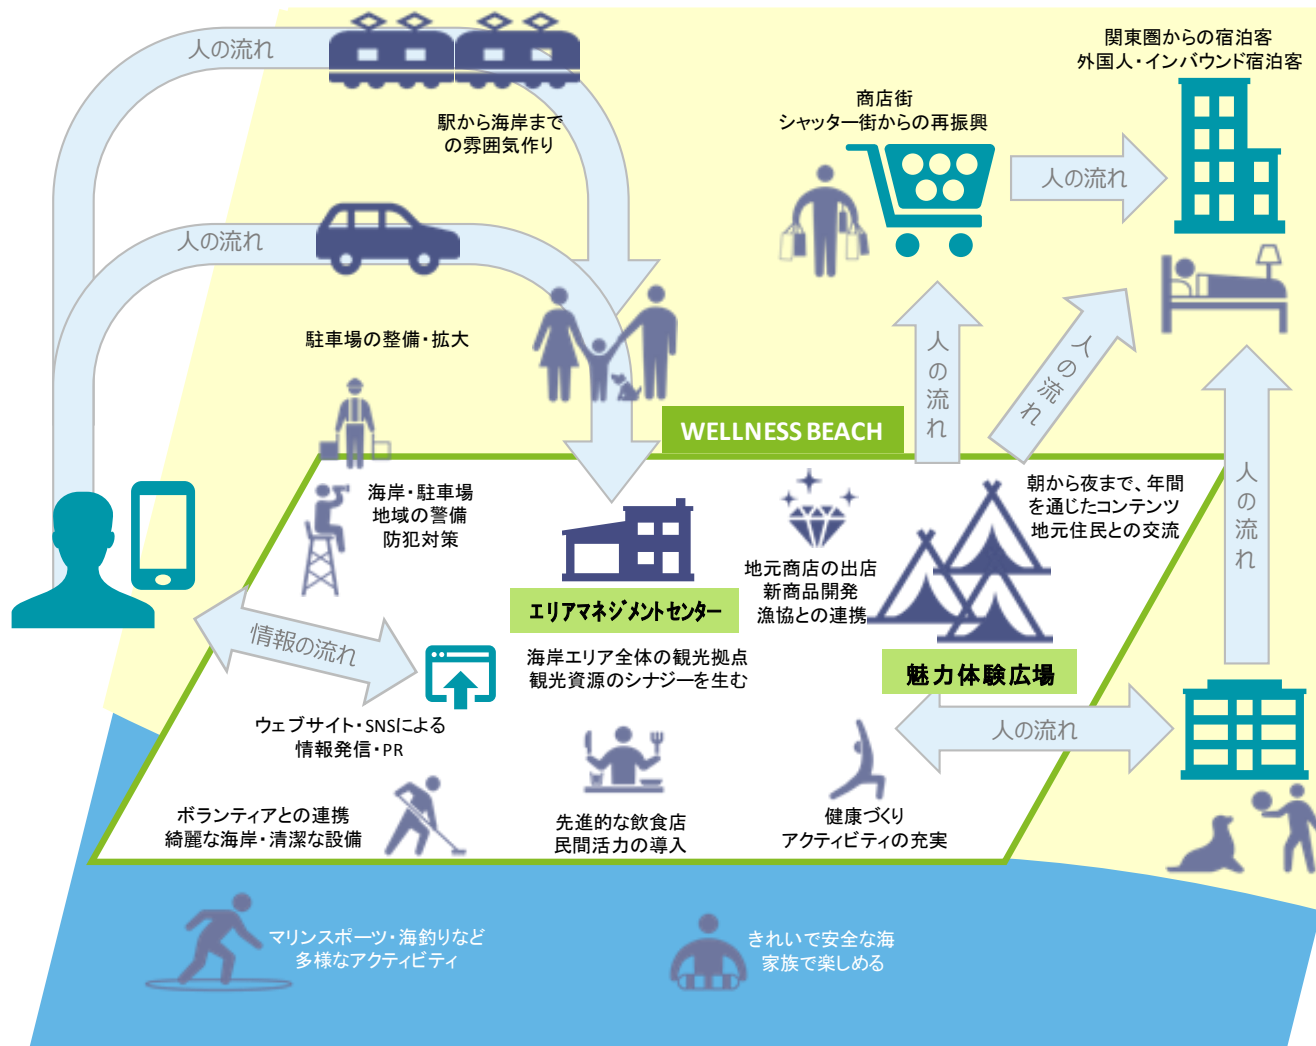 人の流れ
関東圏からの宿泊客
外国人・インバウンド宿泊客
駅から海岸まで
の雰囲気作り
商店街
シャッター街からの再振興
人の流れ
人の流れ
駐車場の整備・拡大
人の流れ
人の流れ
人の流れ
WELLNESS BEACH
海岸・駐車場
地域の警備
防犯対策
朝から夜まで、年間
を通じたコンテンツ
地元住民との交流
地元商店の出店
新商品開発
漁協との連携
エリアマネジメントセンター
海岸エリア全体の観光拠点
観光資源のシナジーを生む
魅力体験広場
情報の流れ
ウェブサイト・SNSによる
情報発信・PR
人の流れ
ボランティアとの連携
綺麗な海岸・清潔な設備
先進的な飲食店
民間活力の導入
健康づくり
アクティビティの充実
マリンスポーツ・海釣りなど
多様なアクティビティ
きれいで安全な海
家族で楽しめる